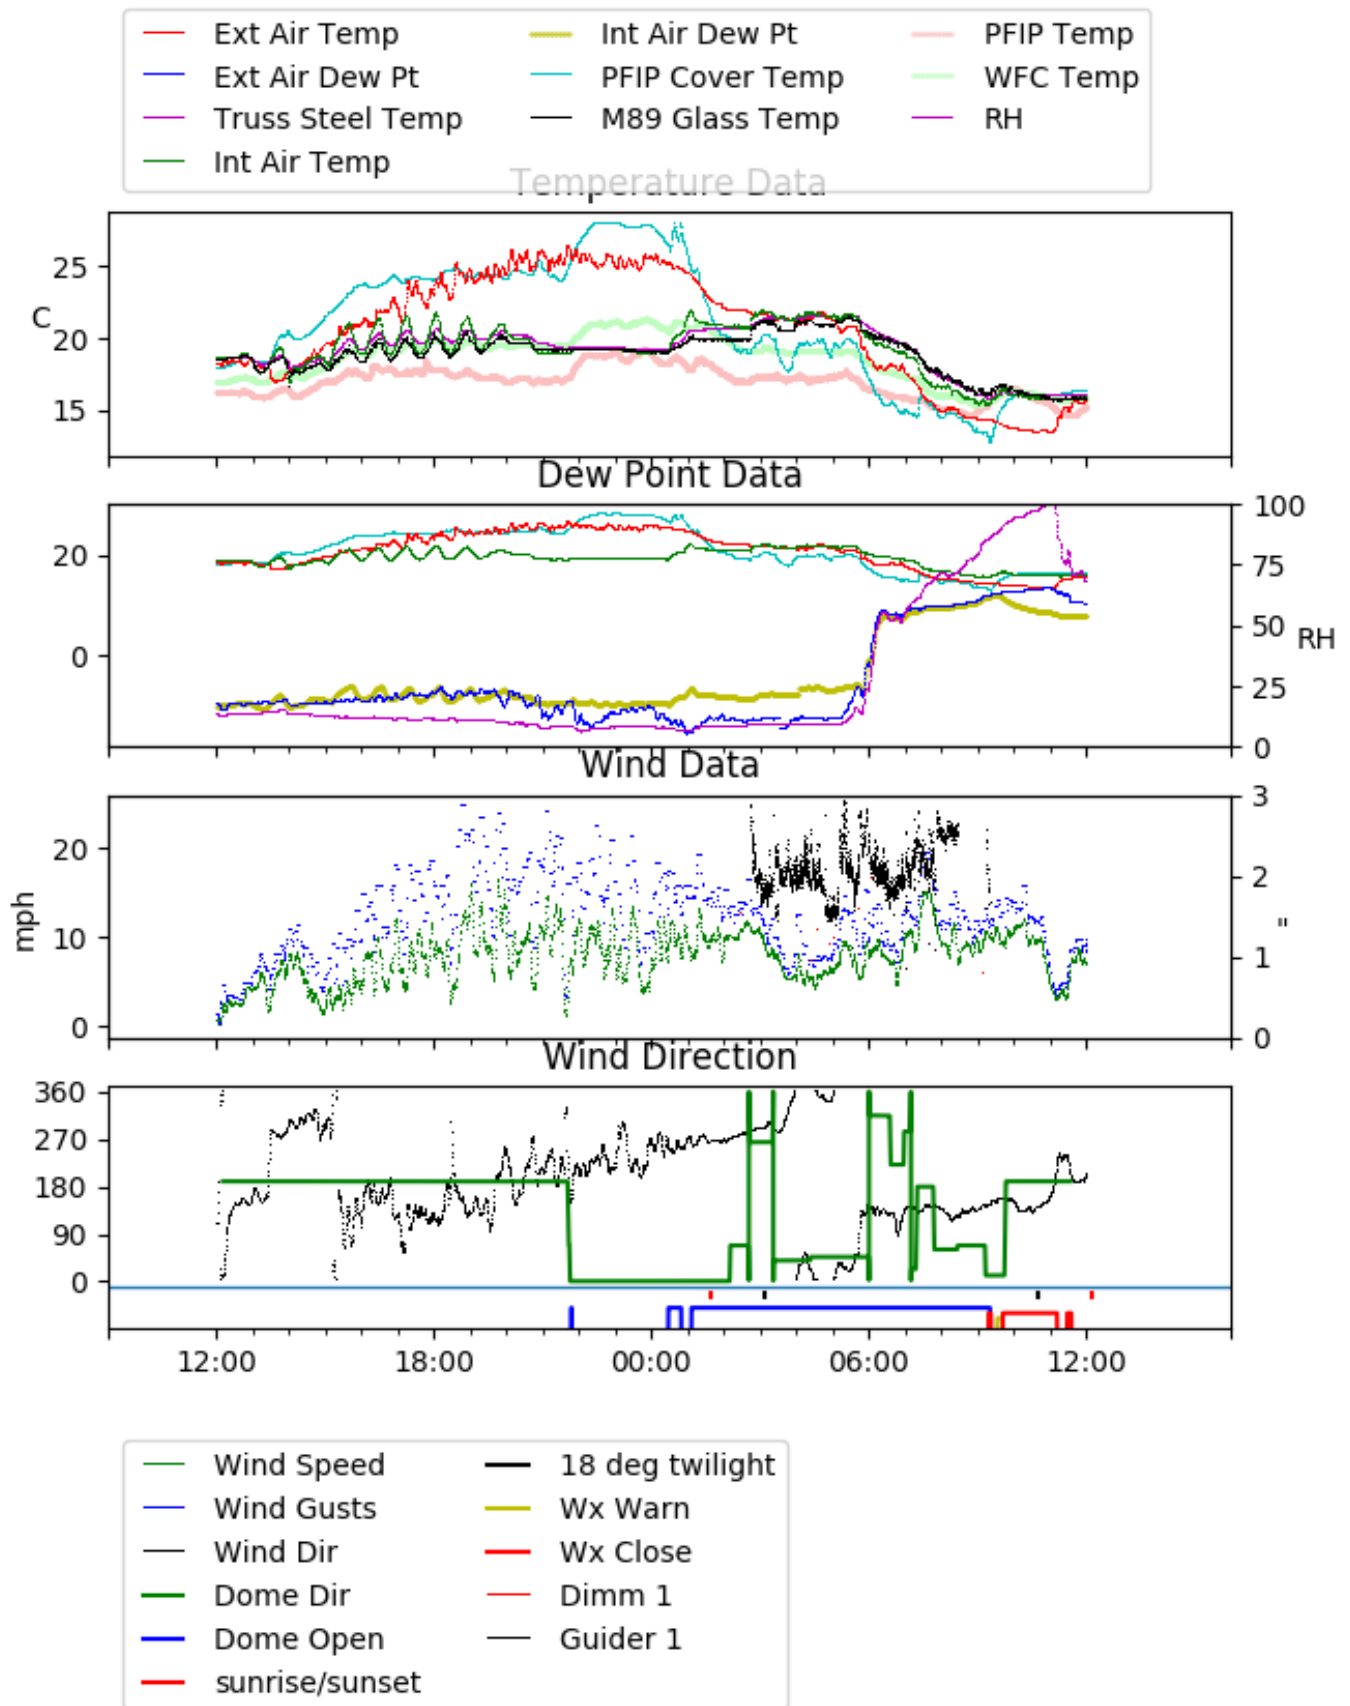 Ext Air Temp Int Air Dew Pt PFIP Temp
Ext Air Dew Pt PFIP Cover Temp WFC Temp
Truss Steel Temp M89 Glass Temp RH
Int Air Temp
Temperature Data
25
C
20
15
Dew Point Data
100
20
75
50
0
RH
25
0
Wind Data
3
20
2
mph
"
10
1
0
0
Wind Direction
360
270
180
90
0
12:00 18:00 00:00 06:00 12:00
Wind Speed 18 deg twilight
Wind Gusts Wx Warn
Wind Dir Wx Close
Dome Dir Dimm 1
Dome Open Guider 1
sunrise/sunset